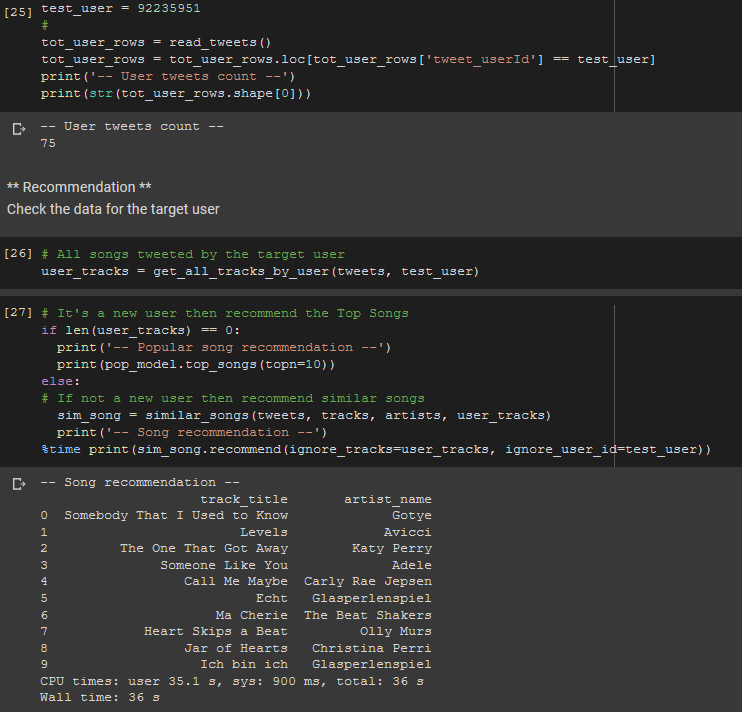 [25] test_user = 92235951
#
tot_user_rows = read_tweets()
tot_user_rows = tot_user_rows.loc[tot_user_rows['tweet_userId'] == test_user]
print('-- User tweets count --')
print(str(tot_user_rows.shape[0]))
-- User tweets count --
75
** Recommendation **
Check the data for the target user
[26] # All songs tweeted by the target user
user_tracks = get_all_tracks_by_user(tweets, test_user)
[27] # It's a new user then recommend the Top Songs
if len(user_tracks) == 0:
  print('-- Popular song recommendation --')
  print(pop_model.top_songs(topn=10))
else:
# If not a new user then recommend similar songs
  sim_song = similar_songs(tweets, tracks, artists, user_tracks)
  print('-- Song recommendation --')
%time print(sim_song.recommend(ignore_tracks=user_tracks, ignore_user_id=test_user))
-- Song recommendation --
track_title artist_name
0 Somebody That I Used to Know Gotye
1 Levels Avicci
2 The One That Got Away Katy Perry
3 Someone Like You Adele
4 Call Me Maybe Carly Rae Jepsen
5 Echt Glasperlenspiel
6 Ma Cherie The Beat Shakers
7 Heart Skips a Beat Olly Murs
8 Jar of Hearts Christina Perri
9 Ich bin ich Glasperlenspiel
CPU times: user 35.1 s, sys: 900 ms, total: 36 s
Wall time: 36 s